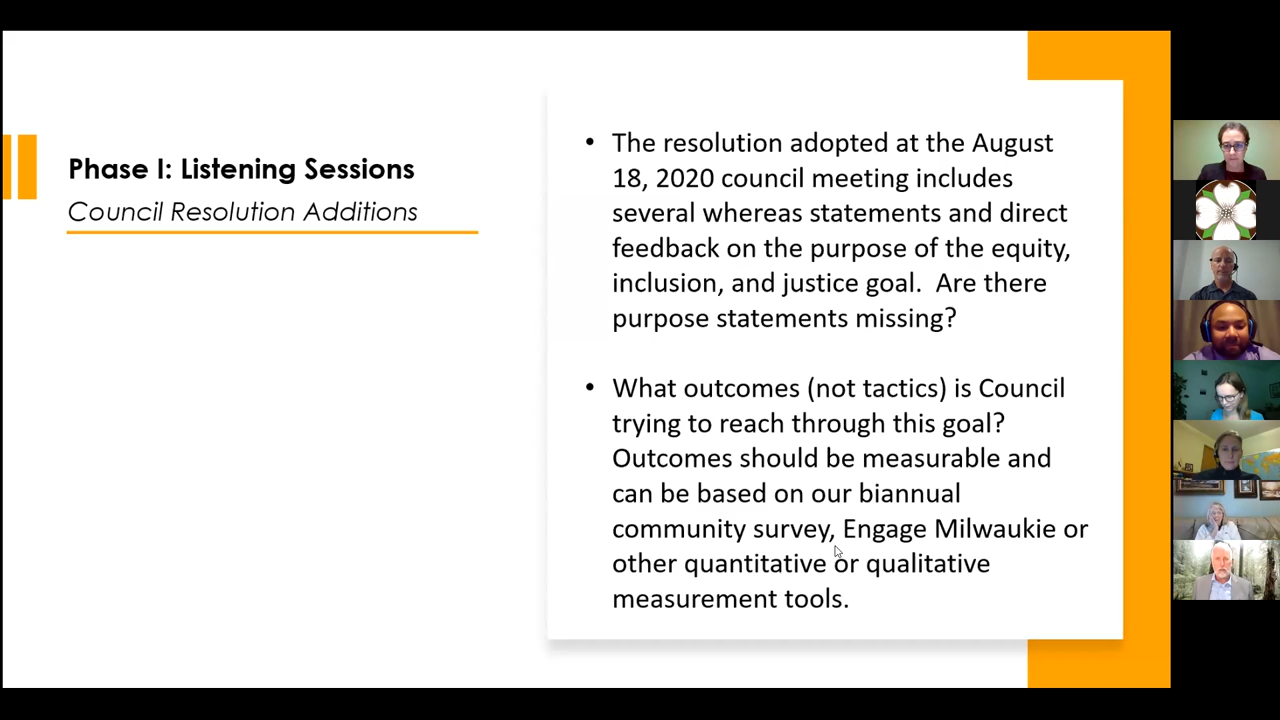 Phase I: Listening Sessions
Council Resolution Additions
• The resolution adopted at the August
18, 2020 council meeting includes
several whereas statements and direct
feedback on the purpose of the equity,
inclusion, and justice goal.  Are there
purpose statements missing?
• What outcomes (not tactics) is Council
trying to reach through this goal?
Outcomes should be measurable and
can be based on our biannual
community survey, Engage Milwaukie or
other quantitative or qualitative
measurement tools.